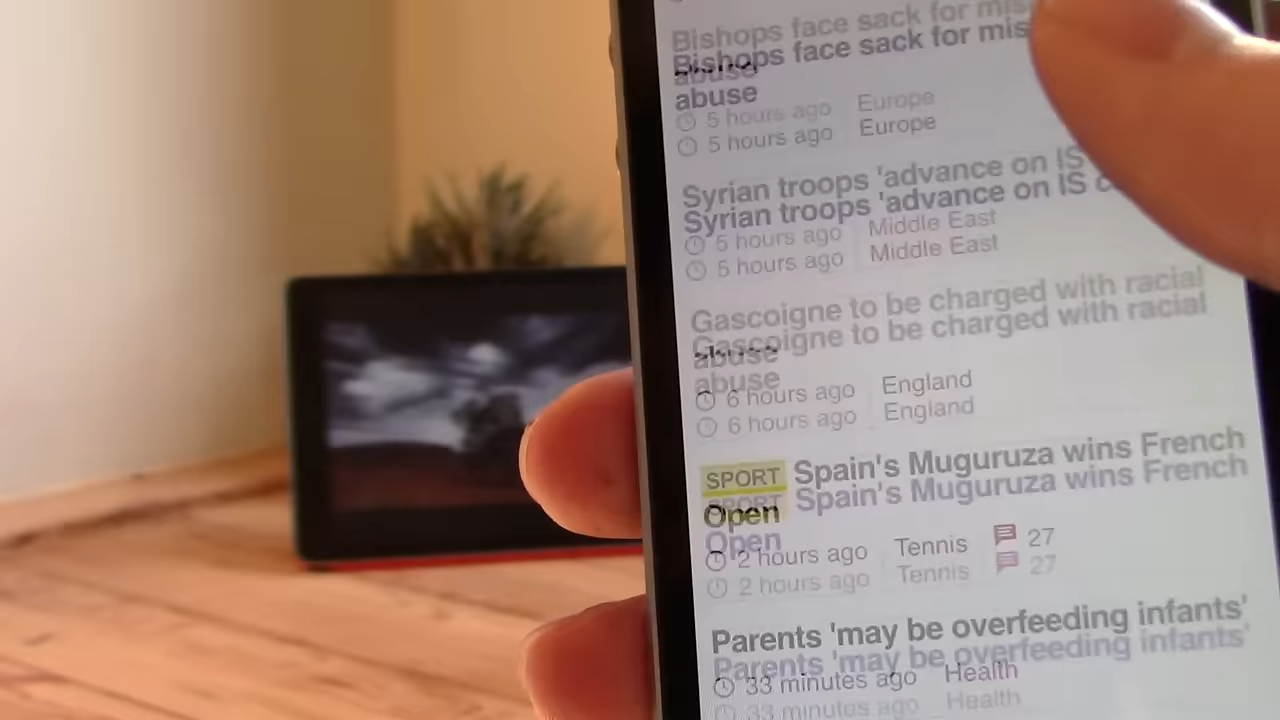 Bishops face sack for mis
abuse
5 hours ago Europe
Syrian troops 'advance on IS
5 hours ago Middle East
Gascoigne to be charged with racial
abuse
6 hours ago England
SPORT Spain's Muguruza wins French
Open
2 hours ago Tennis 27
Parents 'may be overfeeding infants'
33 minutes ago Health